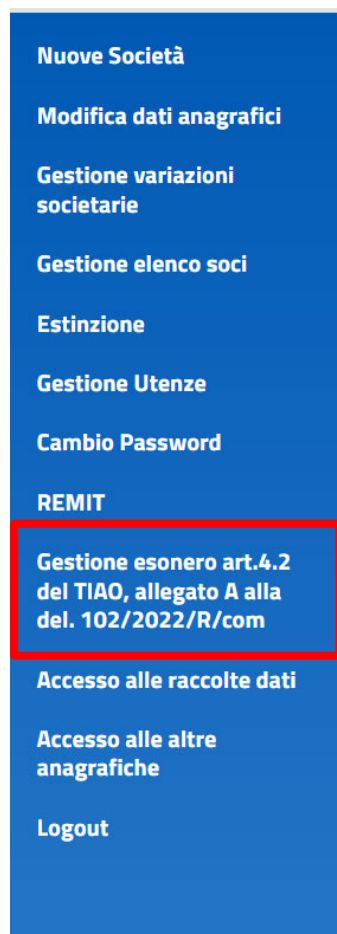 Nuove Società
Modifica dati anagrafici
Gestione variazioni
societarie
Gestione elenco soci
Estinzione
Gestione Utenze
Cambio Password
REMIT
Gestione esonero art.4.2
del TIAO, allegato A alla
del. 102/2022/R/com
Accesso alle raccolte dati
Accesso alle altre
anagrafiche
Logout